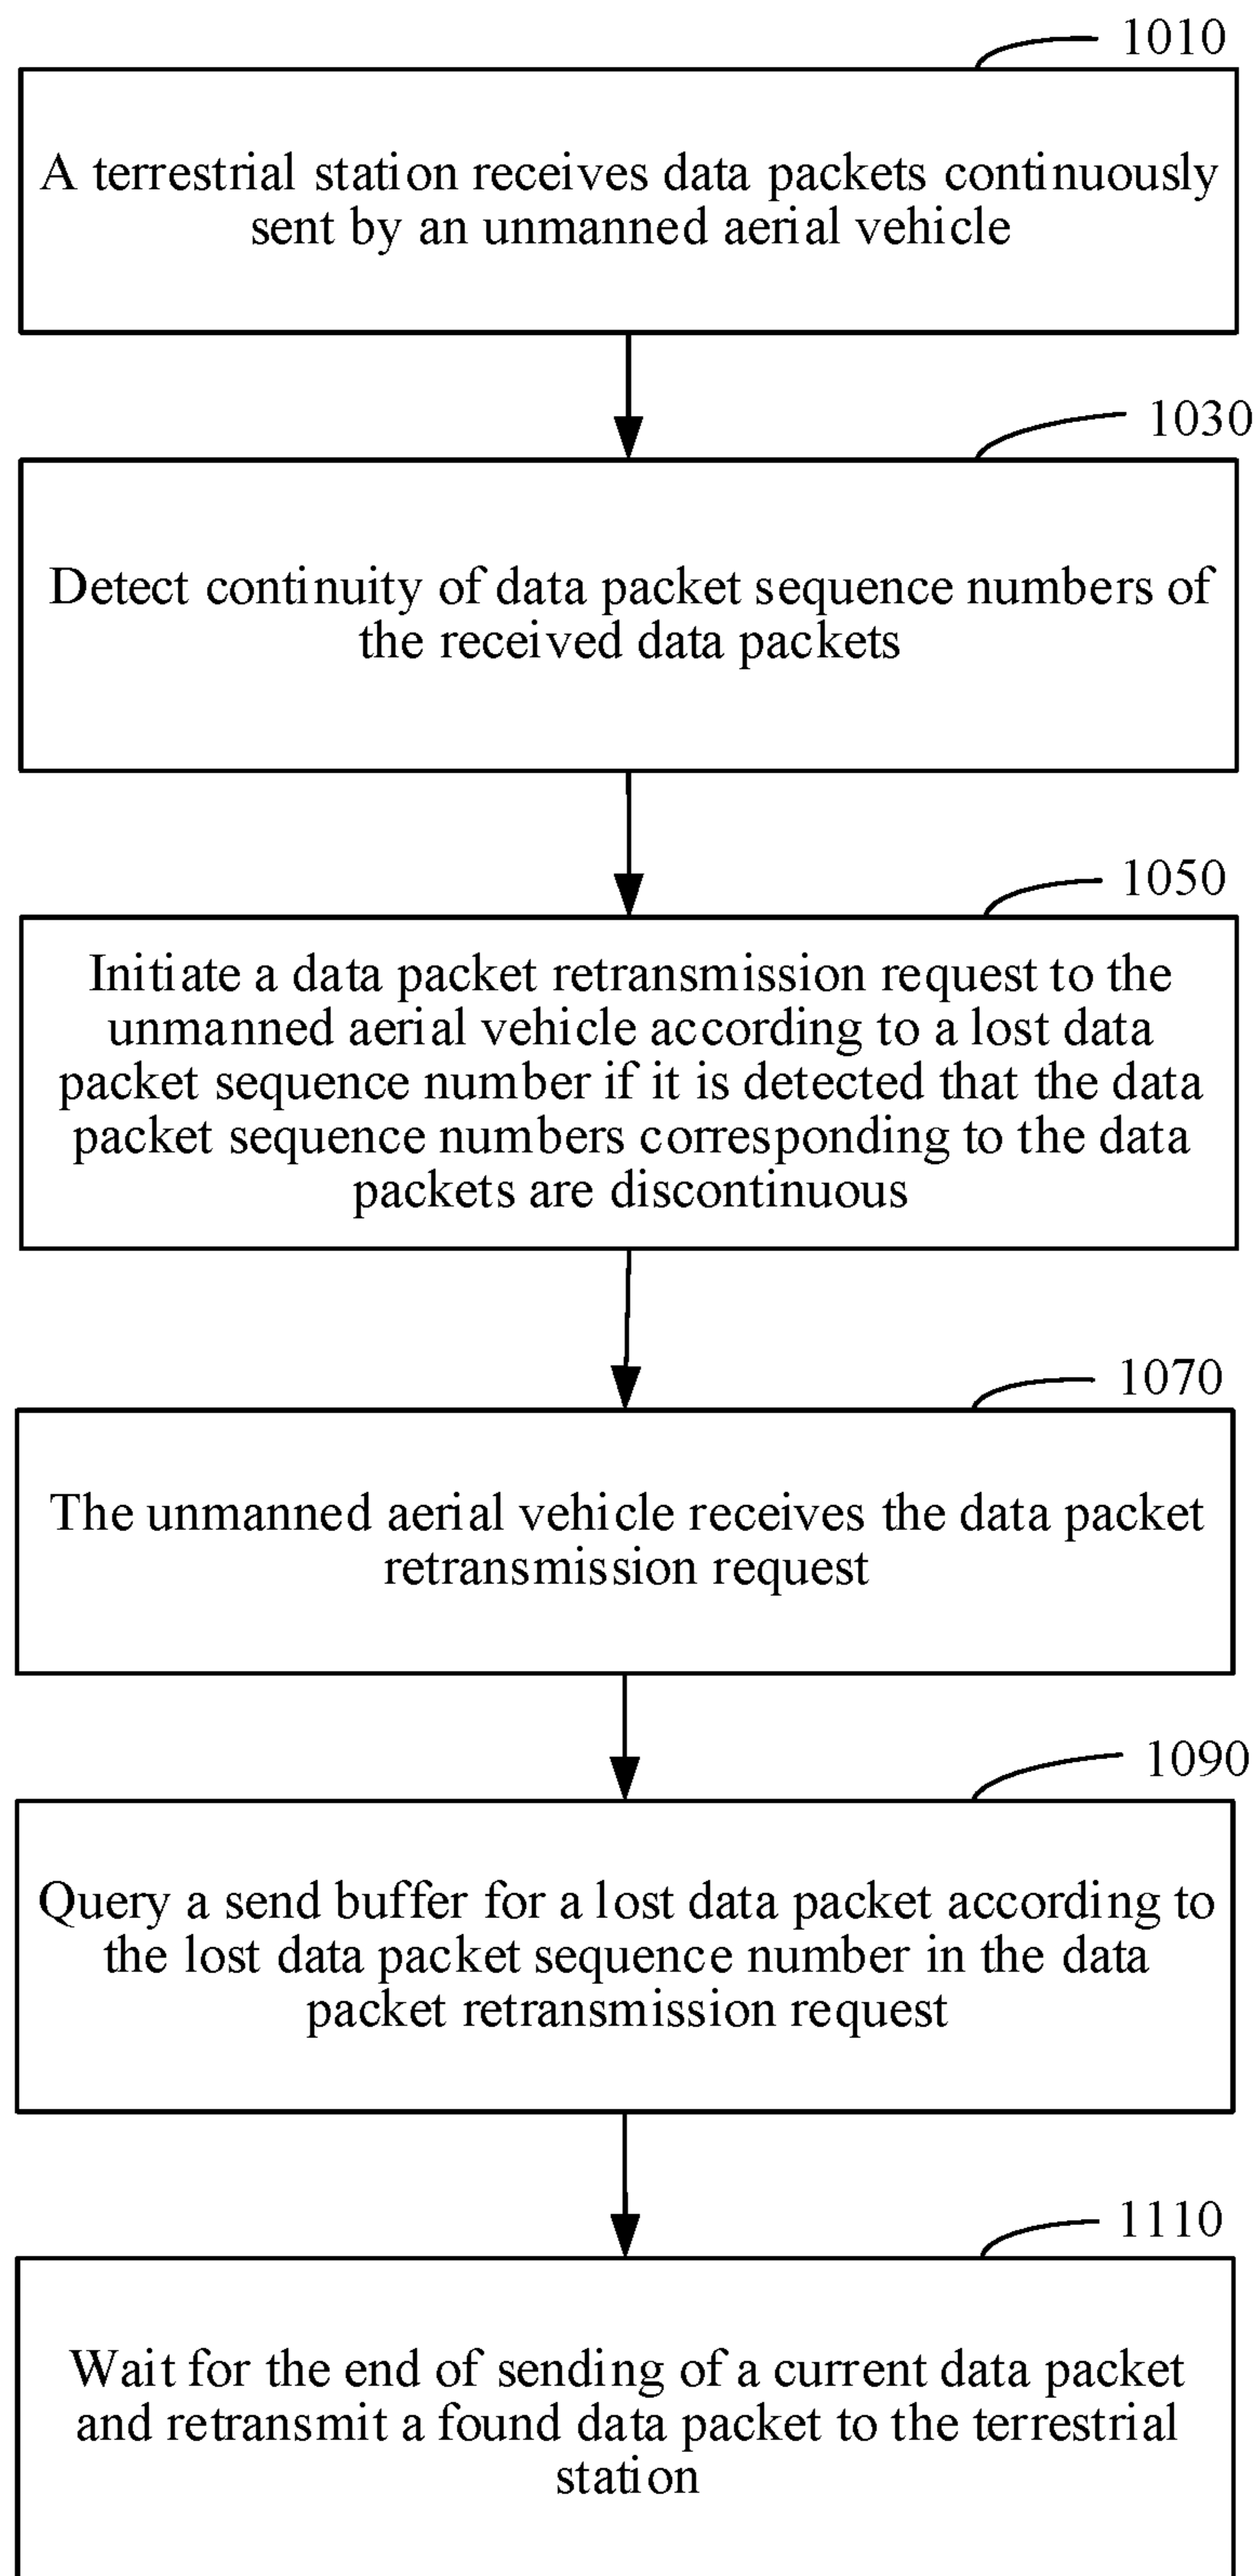 1010
A terrestrial station receives data packets continuously
sent by an unmanned aerial vehicle
1030
Detect continuity of data packet sequence numbers of
the received data packets
1050
Initiate a data packet retransmission request to the
unmanned aerial vehicle according to a lost data
packet sequence number if it is detected that the data
packet sequence numbers corresponding to the data
packets are discontinuous
1070
The unmanned aerial vehicle receives the data packet
retransmission request
1090
Query a send buffer for a lost data packet according to
the lost data packet sequence number in the data
packet retransmission request
1110
Wait for the end of sending of a current data packet
and retransmit a found data packet to the terrestrial
station